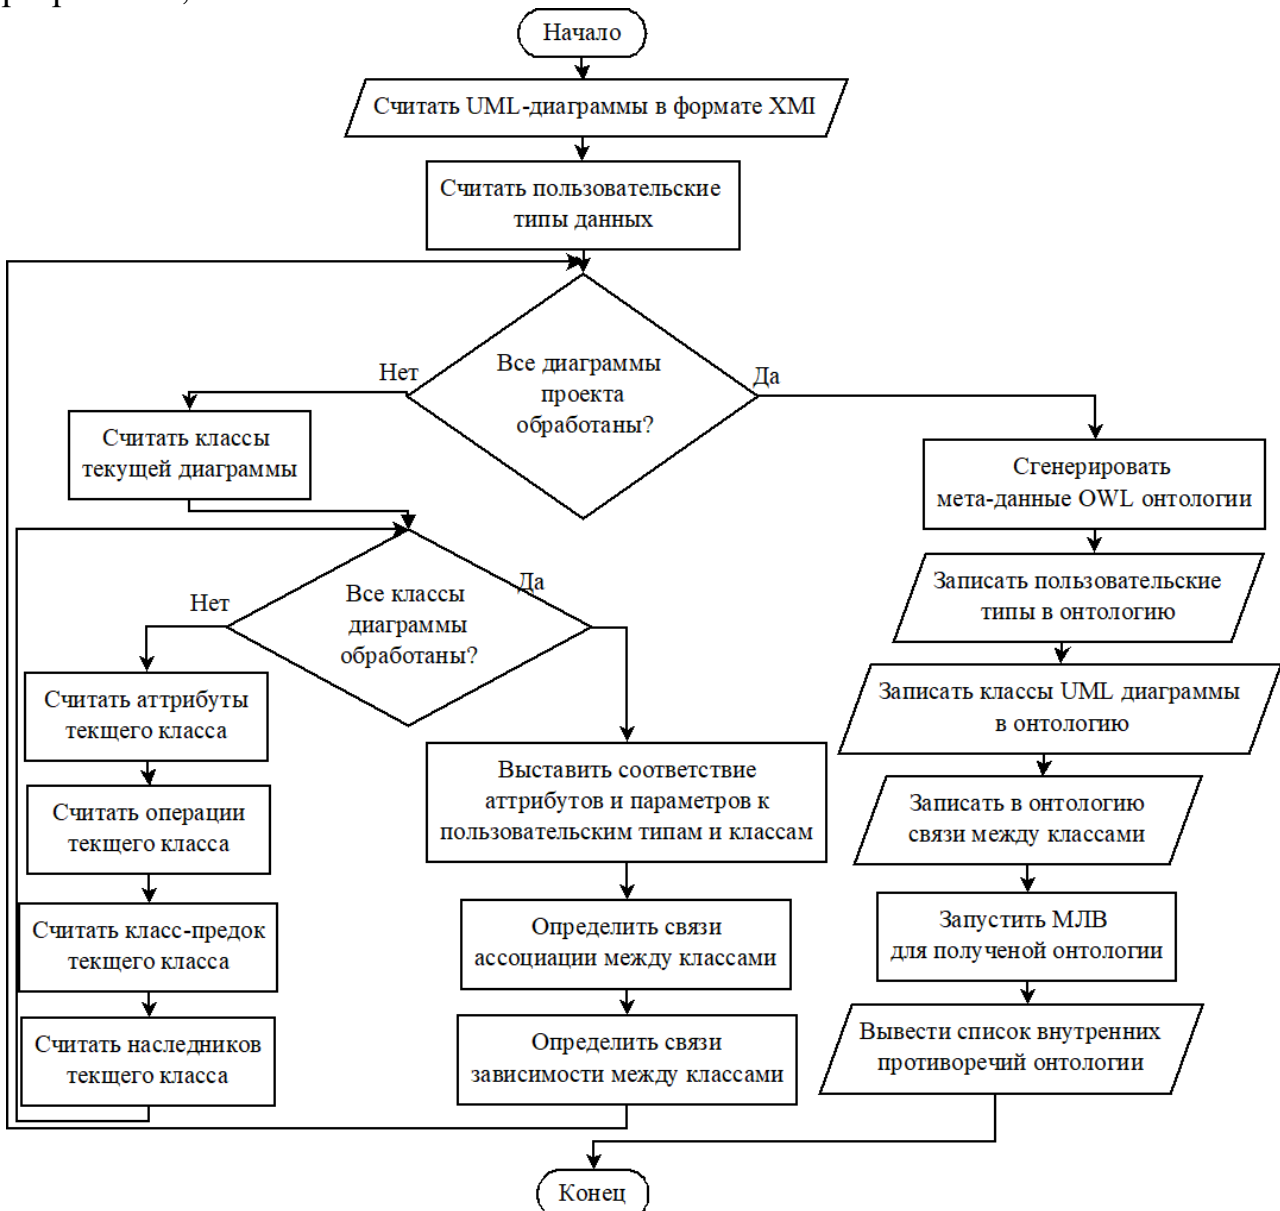 Начало
Считать UML-диаграммы в формате XMI
Считать пользовательские
типы данных
Все диаграммы
проекта
обработаны?
Нет
Да
Считать классы
текущей диаграммы
Все классы
диаграммы
обработаны?
Нет
Да
Считать аттрибуты
текщего класса
Считать операции
текщего класса
Считать класс-предок
текщего класса
Считать наследников
текщего класса
Выставить соответствие
аттрибутов и параметров к
пользовательским типам и классам
Определить связи
ассоциации между классами
Определить связи
зависимости между классами
Сгенерировать
мета-данные OWL онтологии
Записать пользовательские
типы в онтологию
Записать классы UML диаграммы
в онтологию
Записать в онтологию
связи между классами
Запустить МЛВ
для полученой онтологии
Вывести список внутренних
противоречий онтологии
Конец